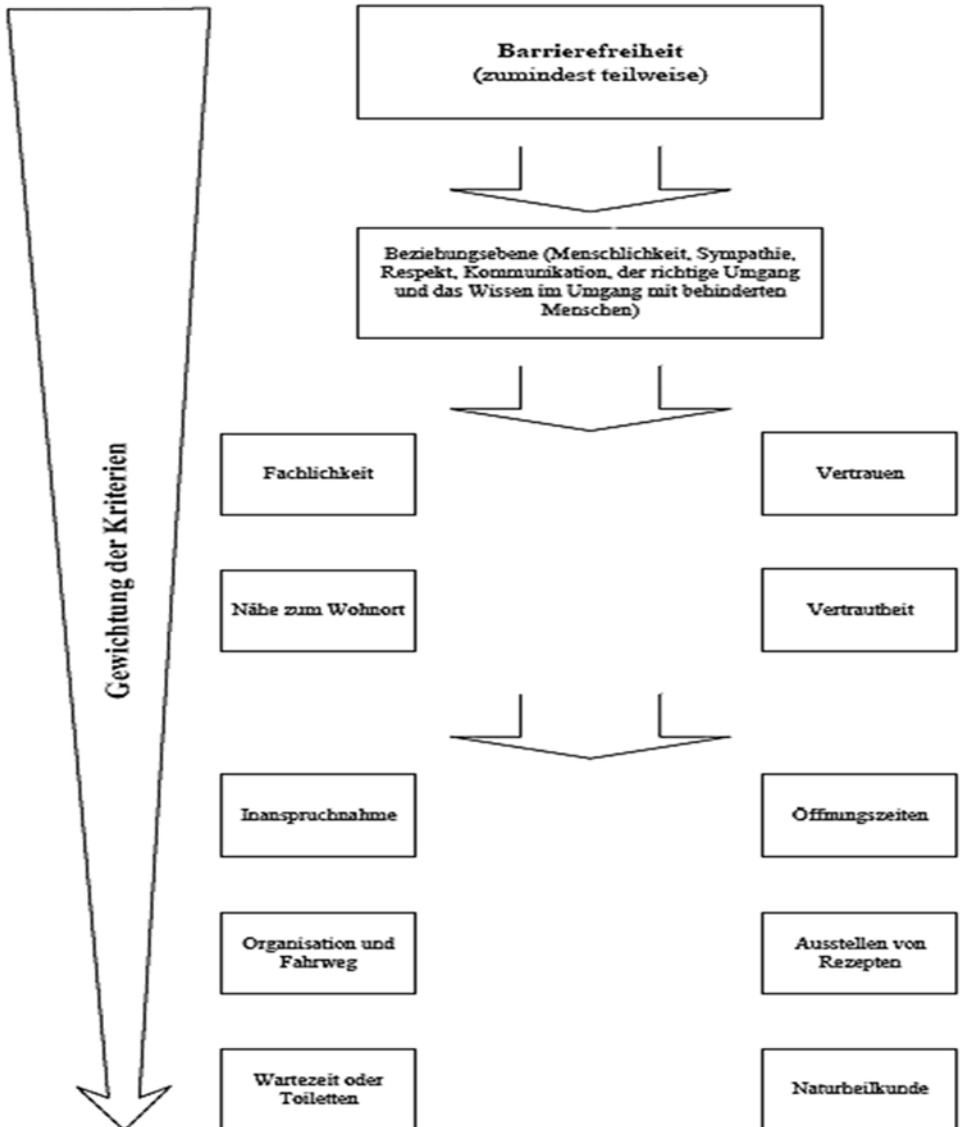 Barrierefreiheit
(zumindest teilweise)
Beziehungsebene (Menschlichkeit, Sympathie,
Respekt, Kommunikation, der richtige Umgang
und das Wissen im Umgang mit behinderten
Menschen)
Gewichtung der Kriterien
Fachlichkeit
Vertrauen
Nähe zum Wohnort
Vertrautheit
Inanspruchnahme
Öffnungszeiten
Organisation und
Fahrweg
Ausstellen von
Rezepten
Wartezeit oder
Toiletten
Naturheilkunde